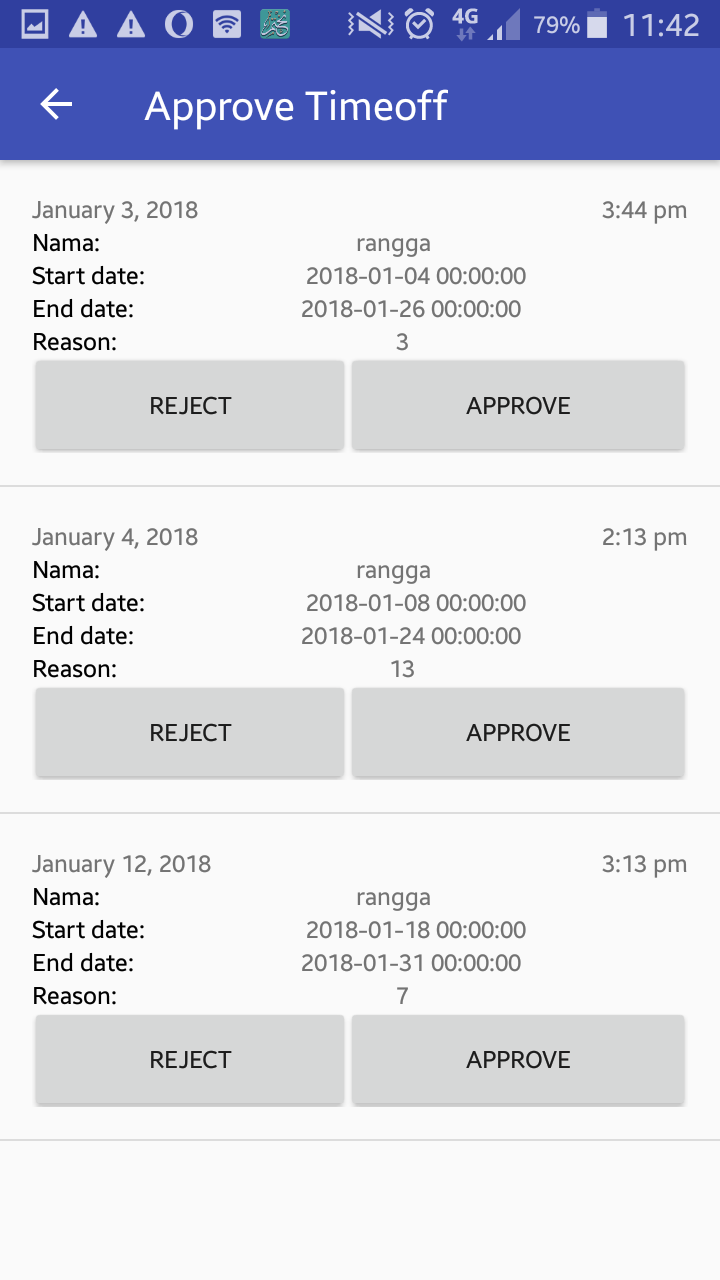 4G 79% 11:42
Approve Timeoff
January 3, 2018 3:44 pm
Nama: rangga
Start date: 2018-01-04 00:00:00
End date: 2018-01-26 00:00:00
Reason: 3
REJECT APPROVE
January 4, 2018 2:13 pm
Nama: rangga
Start date: 2018-01-08 00:00:00
End date: 2018-01-24 00:00:00
Reason: 13
REJECT APPROVE
January 12, 2018 3:13 pm
Nama: rangga
Start date: 2018-01-18 00:00:00
End date: 2018-01-31 00:00:00
Reason: 7
REJECT APPROVE